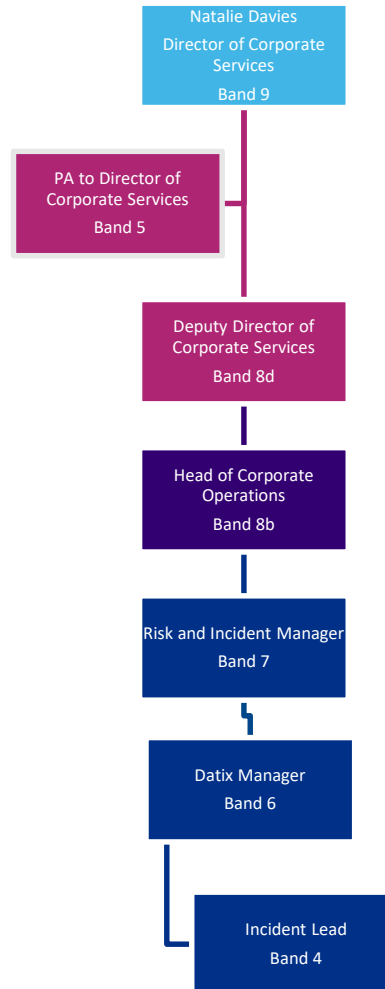 Natalie Davies
Director of Corporate
Services
Band 9
PA to Director of
Corporate Services
Band 5
Deputy Director of
Corporate Services
Band 8d
Head of Corporate
Operations
Band 8b
Risk and Incident Manager
Band 7
Datix Manager
Band 6
Incident Lead
Band 4